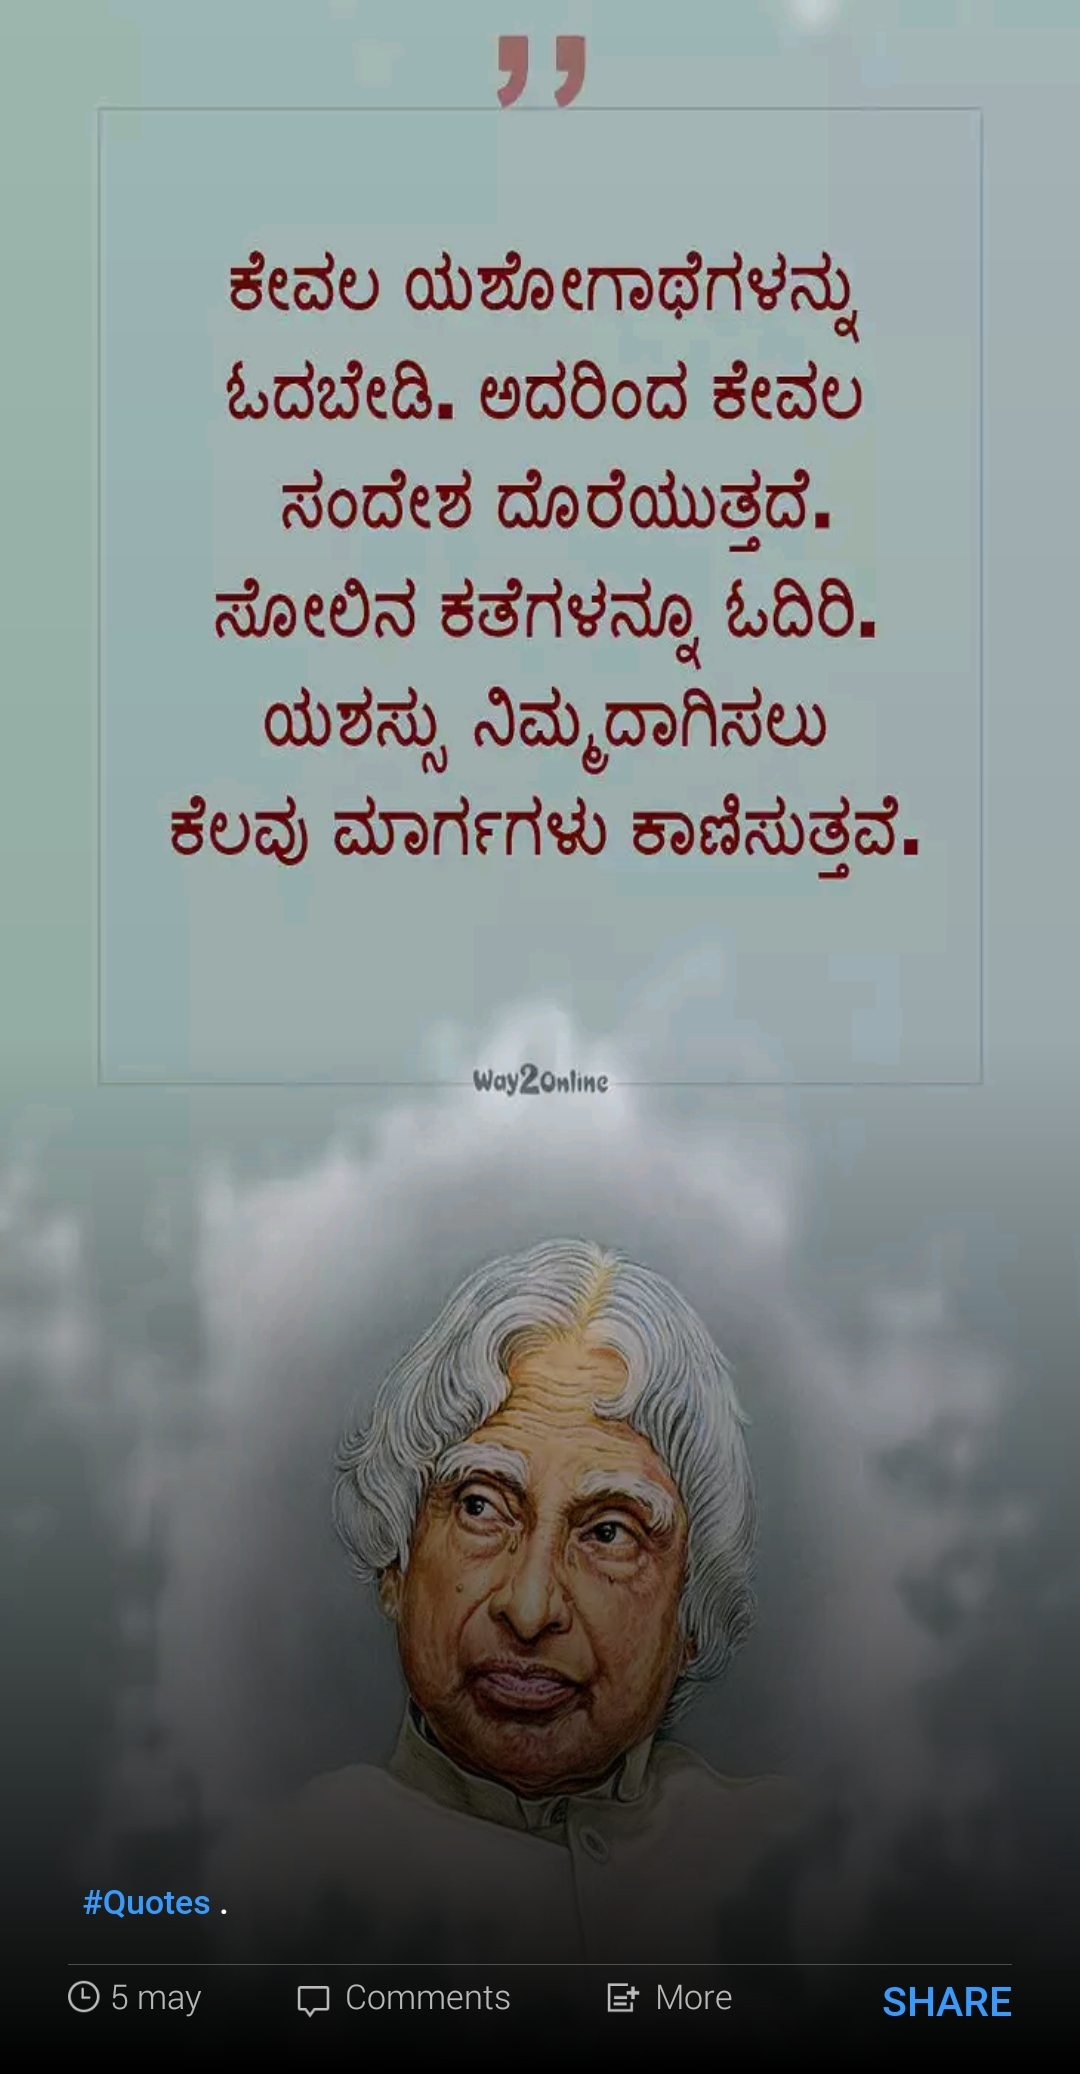 ”
ಕೇವಲ ಯಶೋಗಾಥೆಗಳನ್ನು
ಓದಬೇಡಿ. ಅದರಿಂದ ಕೇವಲ
ಸಂದೇಶ ದೊರೆಯುತ್ತದೆ.
ಸೋಲಿನ ಕತೆಗಳನ್ನೂ ಓದಿರಿ.
ಯಶಸ್ಸು ನಿಮ್ಮದಾಗಿಸಲು
ಕೆಲವು ಮಾರ್ಗಗಳು ಕಾಣಿಸುತ್ತವೆ.
Way2Online
#Quotes .
5 may Comments More SHARE